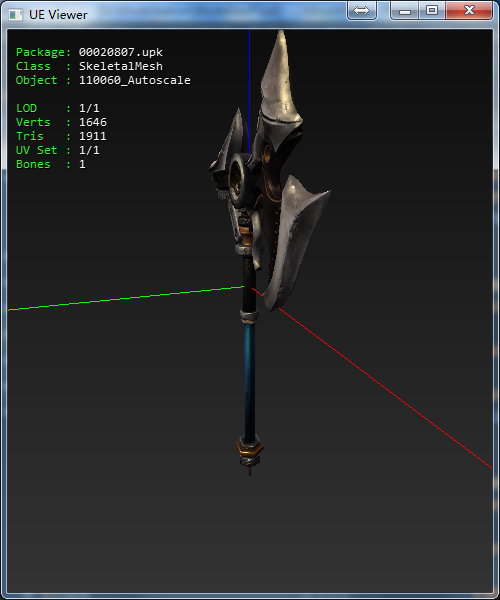 UE Viewer
Package: 00020807.upk
Class : SkeletalMesh
Object : 110060_Autoscale
LOD : 1/1
Verts : 1646
Tris : 1911
UV Set : 1/1
Bones : 1